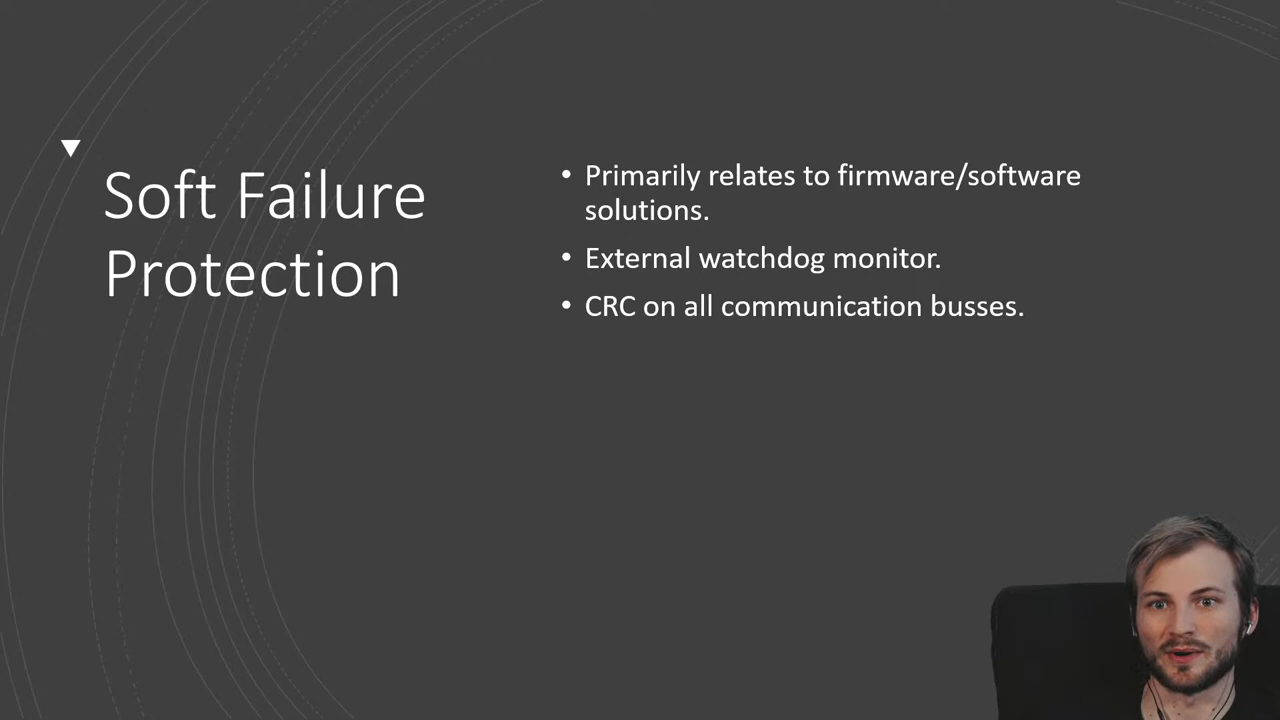 Soft Failure
Protection
• Primarily relates to firmware/software
solutions.
• External watchdog monitor.
• CRC on all communication busses.